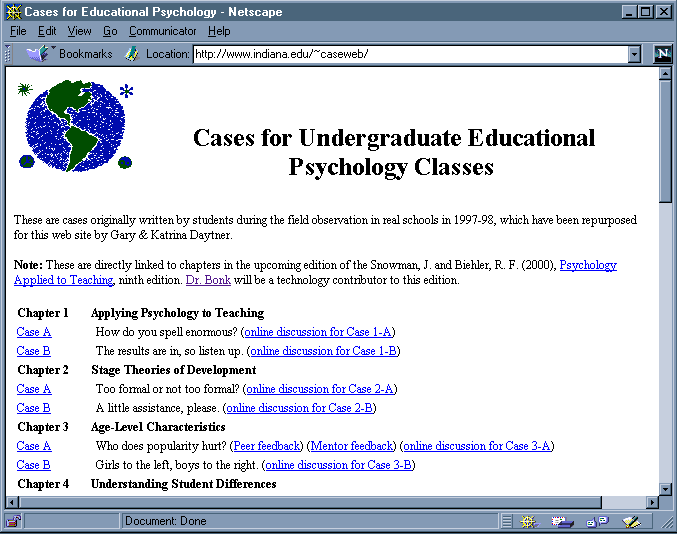 Cases for Educational Psychology - Netscape
File Edit View Go Communicator Help
Bookmarks Location: http://www.indiana.edu/~caseweb/ N
Cases for Undergraduate Educational
Psychology Classes
These are cases originally written by students during the field observation in real schools in 1997-98, which have been repurposed
for this web site by Gary & Katrina Daytner.
Note: These are directly linked to chapters in the upcoming edition of the Snowman, J. and Biehler, R. F. (2000), Psychology
Applied to Teaching, ninth edition. Dr. Bonk will be a technology contributor to this edition.
Chapter 1 Applying Psychology to Teaching
Case A How do you spell enormous? (online discussion for Case 1-A)
Case B The results are in, so listen up. (online discussion for Case 1-B)
Chapter 2 Stage Theories of Development
Case A Too formal or not too formal? (online discussion for Case 2-A)
Case B A little assistance, please. (online discussion for Case 2-B)
Chapter 3 Age-Level Characteristics
Case A Who does popularity hurt? (Peer feedback) (Mentor feedback) (online discussion for Case 3-A)
Case B Girls to the left, boys to the right. (online discussion for Case 3-B)
Chapter 4 Understanding Student Differences
Document: Done